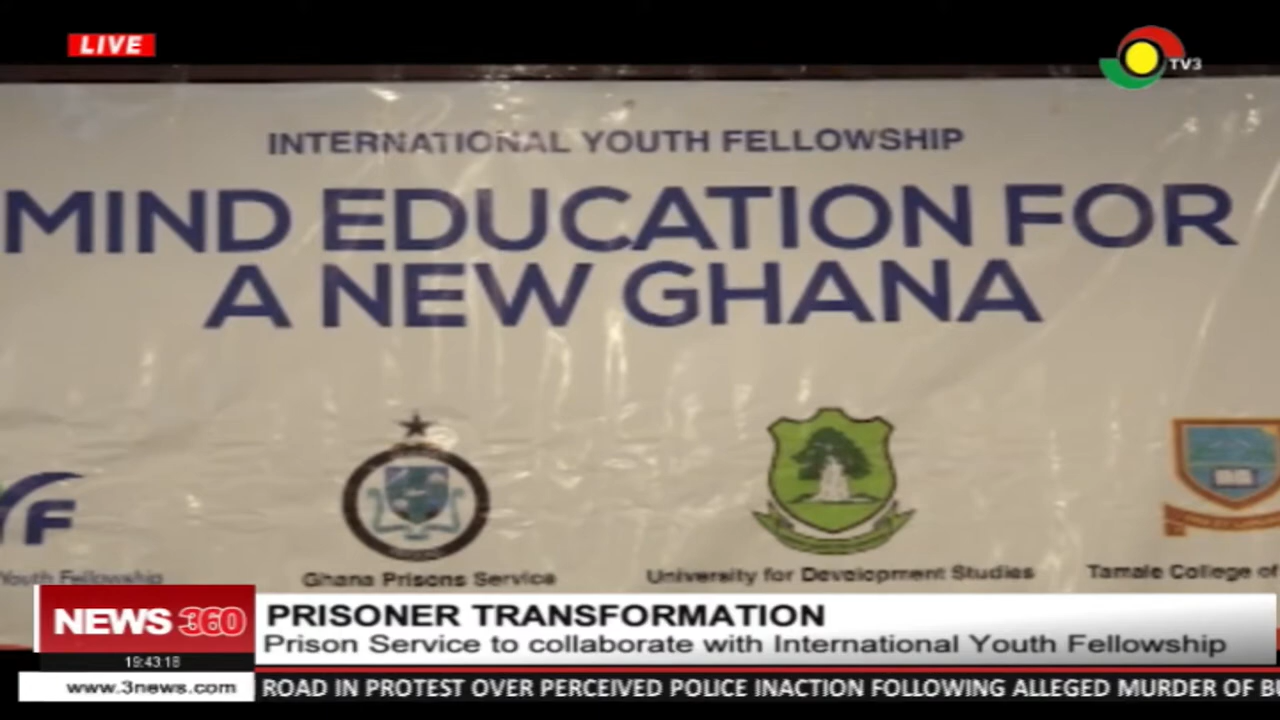 LIVE
TV3
INTERNATIONAL YOUTH FELLOWSHIP
MIND EDUCATION FOR
A NEW GHANA
YF
Youth Fellowship
Ghana Prisons Service
University for Development Studies
Tamale College of
NEWS 360
PRISONER TRANSFORMATION
Prison Service to collaborate with International Youth Fellowship
19:43:18
www.3news.com
ROAD IN PROTEST OVER PERCEIVED POLICE INACTION FOLLOWING ALLEGED MURDER OF